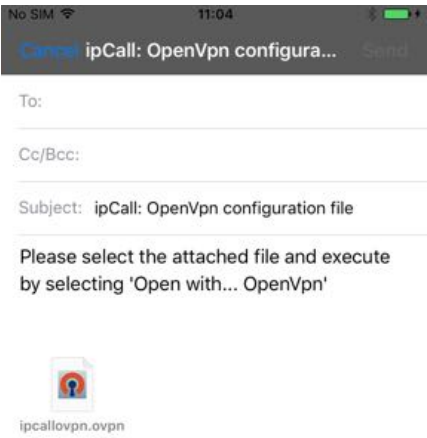 No SIM 11:04
Cancel ipCall: OpenVpn configura... Send
To:
Cc/Bcc:
Subject: ipCall: OpenVpn configuration file
Please select the attached file and execute
by selecting 'Open with... OpenVpn'
ipcallovpn.ovpn